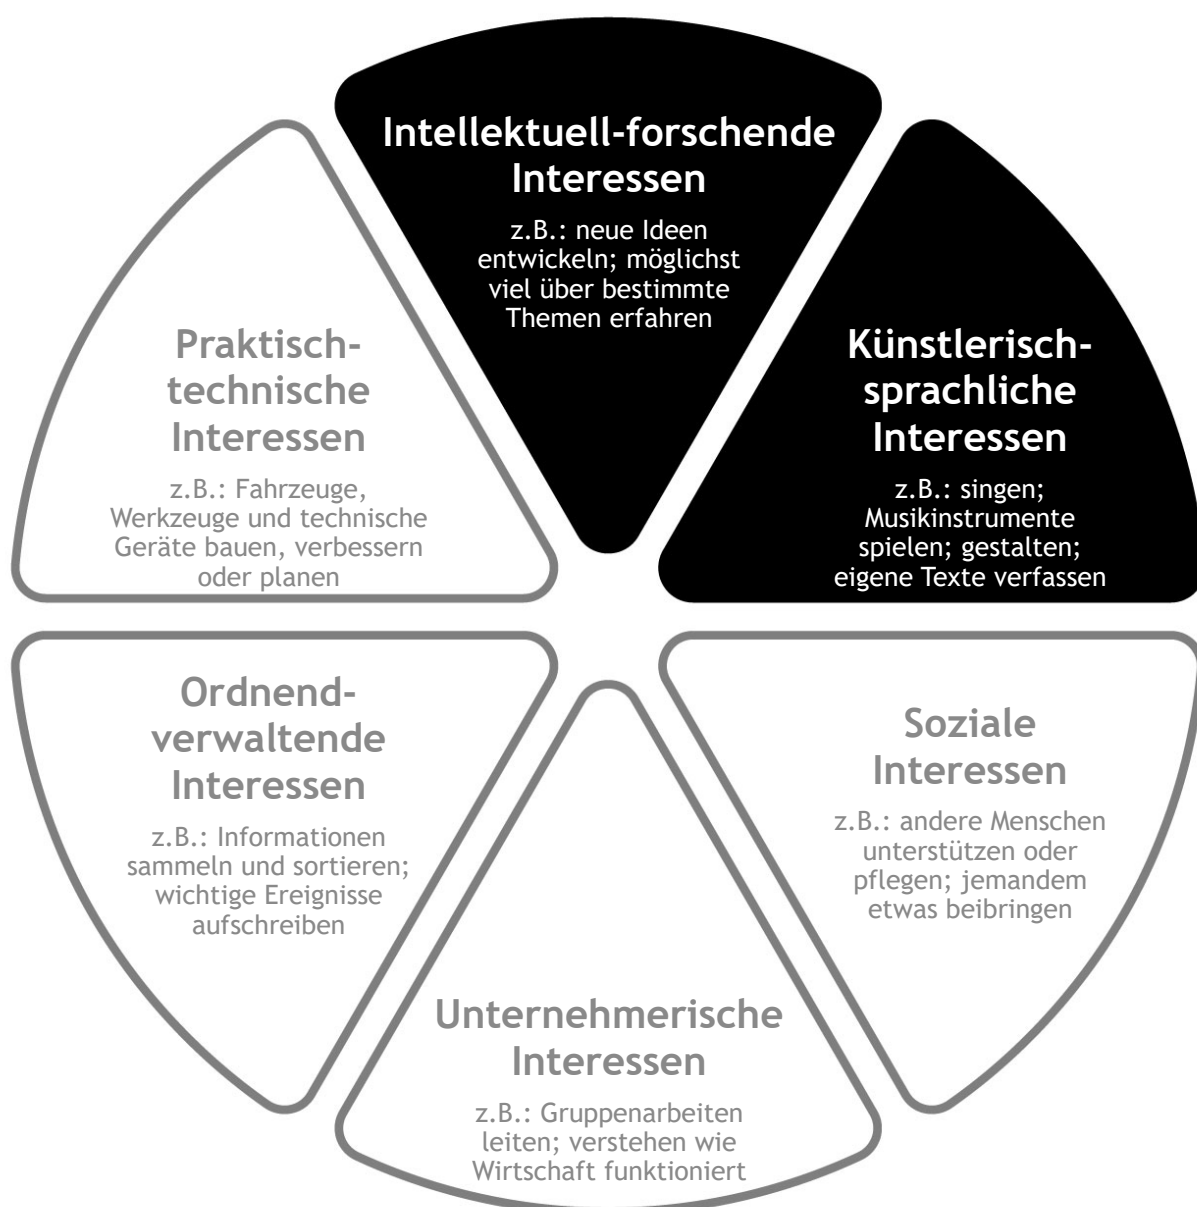 Intellektuell-forschende
Interessen
z.B.: neue Ideen
entwickeln; möglichst
viel über bestimmte
Themen erfahren
Künstlerisch-
sprachliche
Interessen
z.B.: singen;
Musikinstrumente
spielen; gestalten;
eigene Texte verfassen
Soziale
Interessen
z.B.: andere Menschen
unterstützen oder
pflegen; jemandem
etwas beibringen
Unternehmerische
Interessen
z.B.: Gruppenarbeiten
leiten; verstehen wie
Wirtschaft funktioniert
Ordnend-
verwaltende
Interessen
z.B.: Informationen
sammeln und sortieren;
wichtige Ereignisse
aufschreiben
Praktisch-
technische
Interessen
z.B.: Fahrzeuge,
Werkzeuge und technische
Geräte bauen, verbessern
oder planen